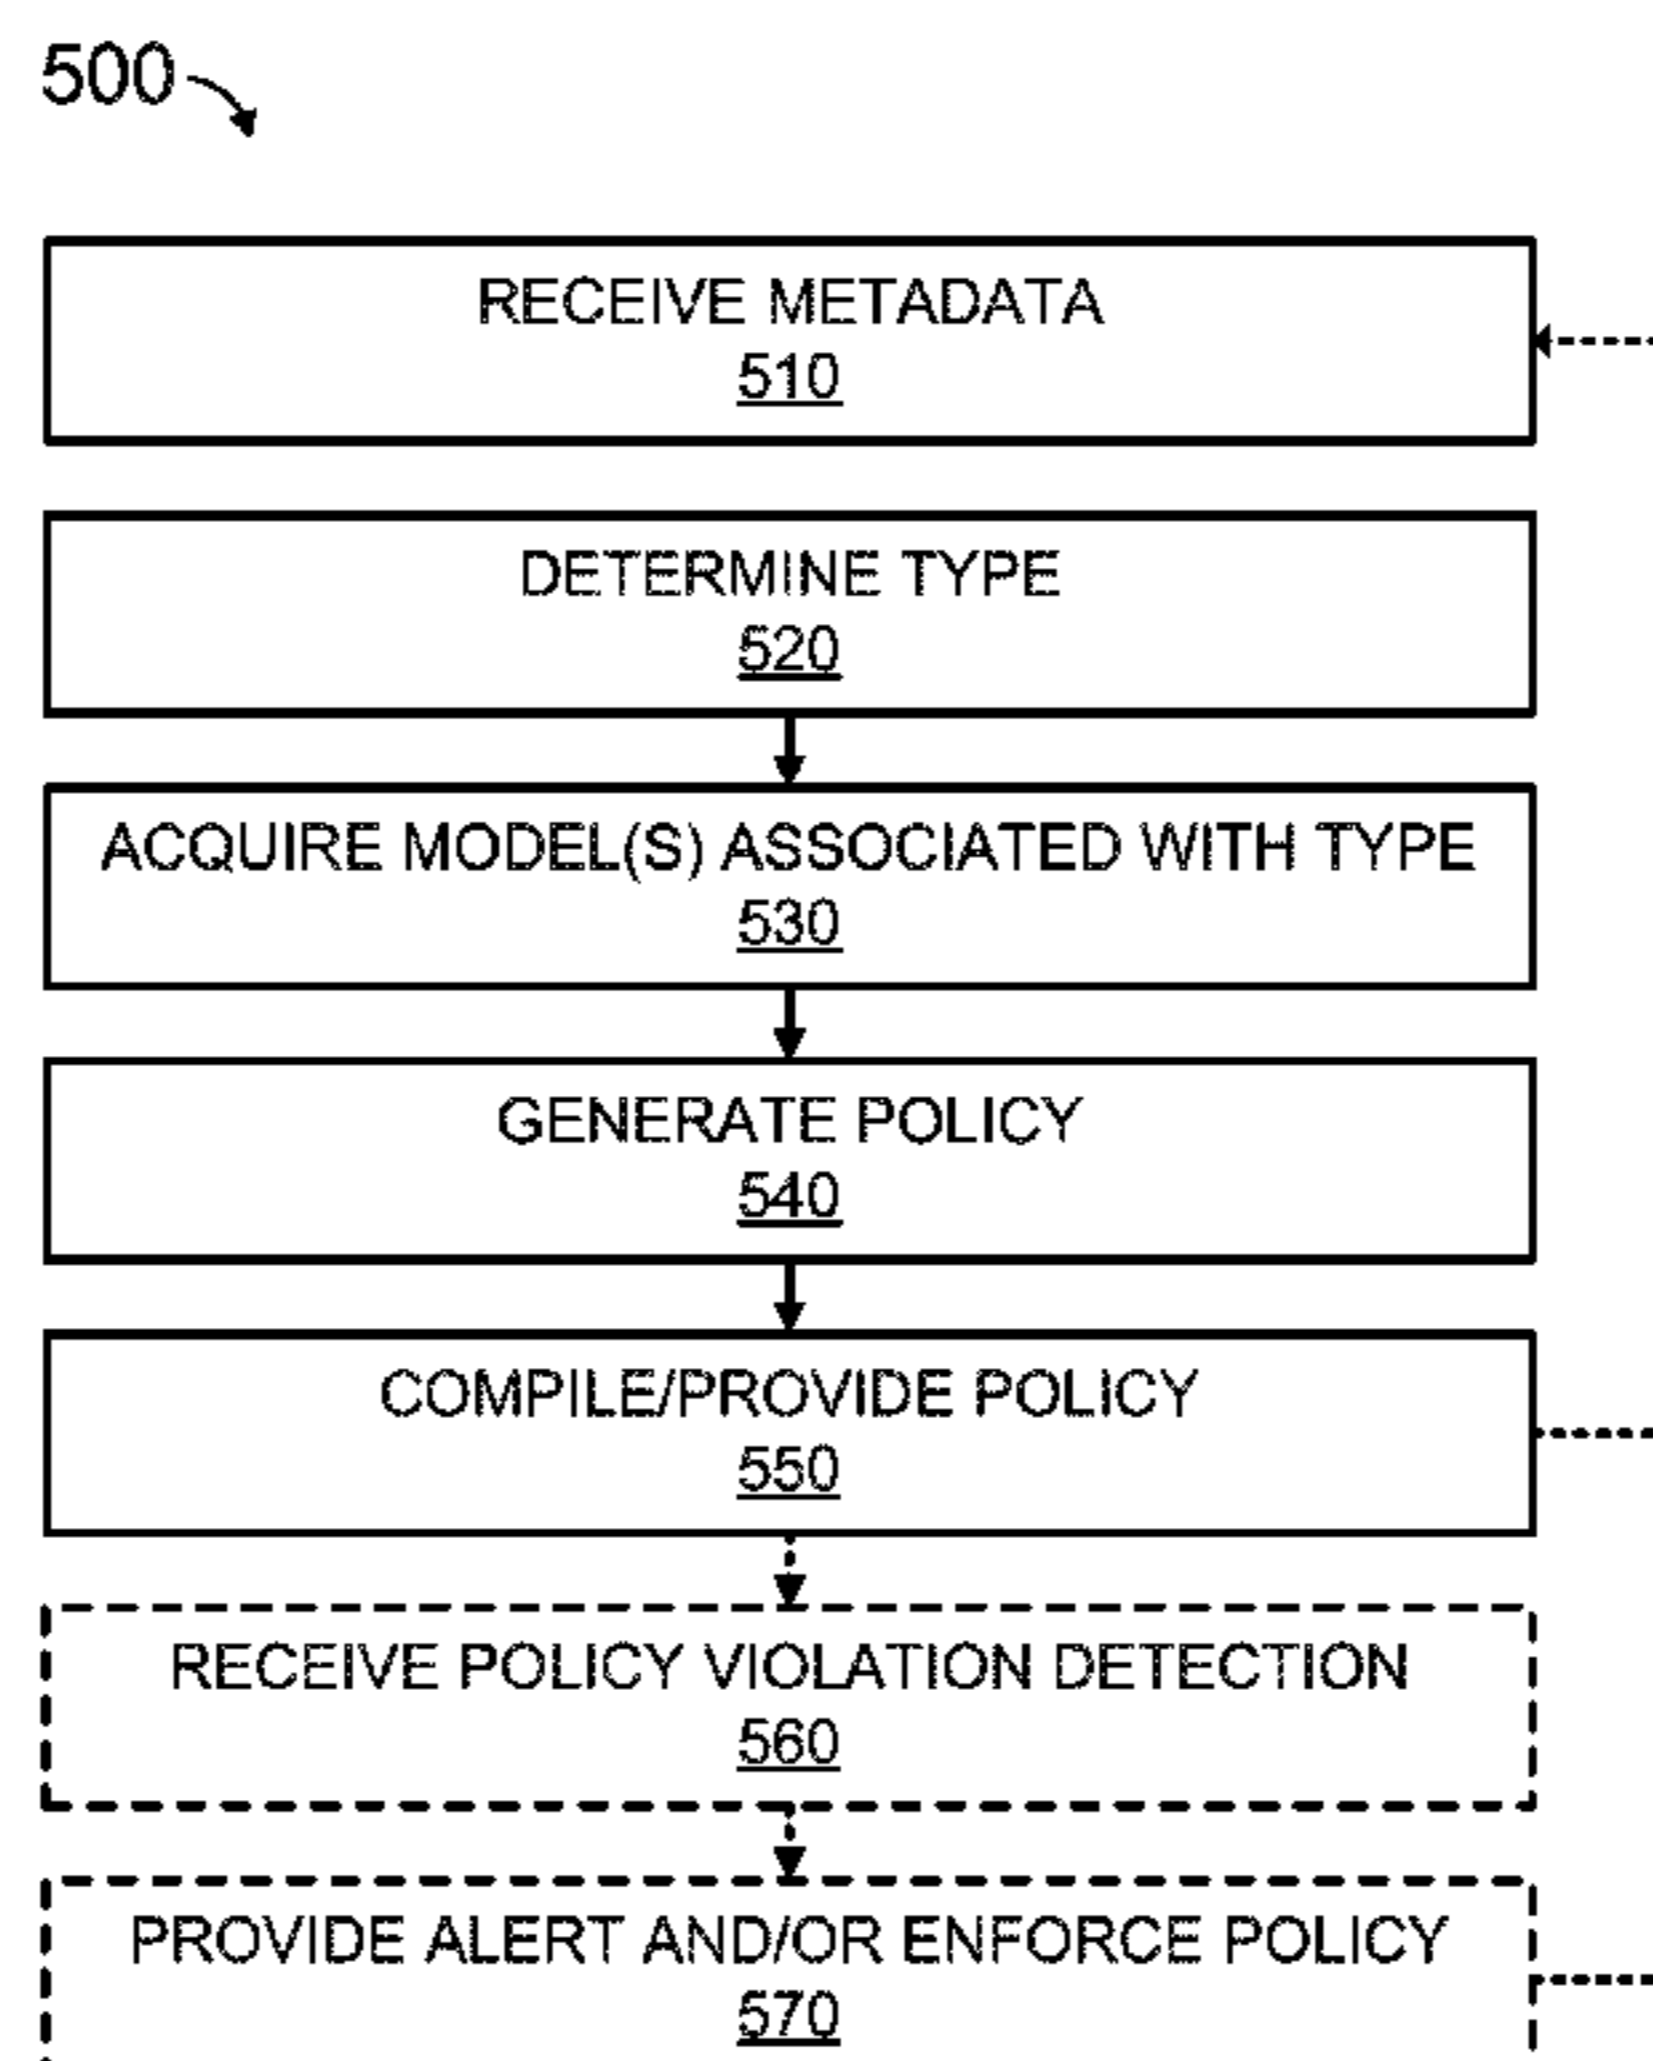 500
RECEIVE METADATA
510
DETERMINE TYPE
520
ACQUIRE MODEL(S) ASSOCIATED WITH TYPE
530
GENERATE POLICY
540
COMPILE/PROVIDE POLICY
550
RECEIVE POLICY VIOLATION DETECTION
560
PROVIDE ALERT AND/OR ENFORCE POLICY
570